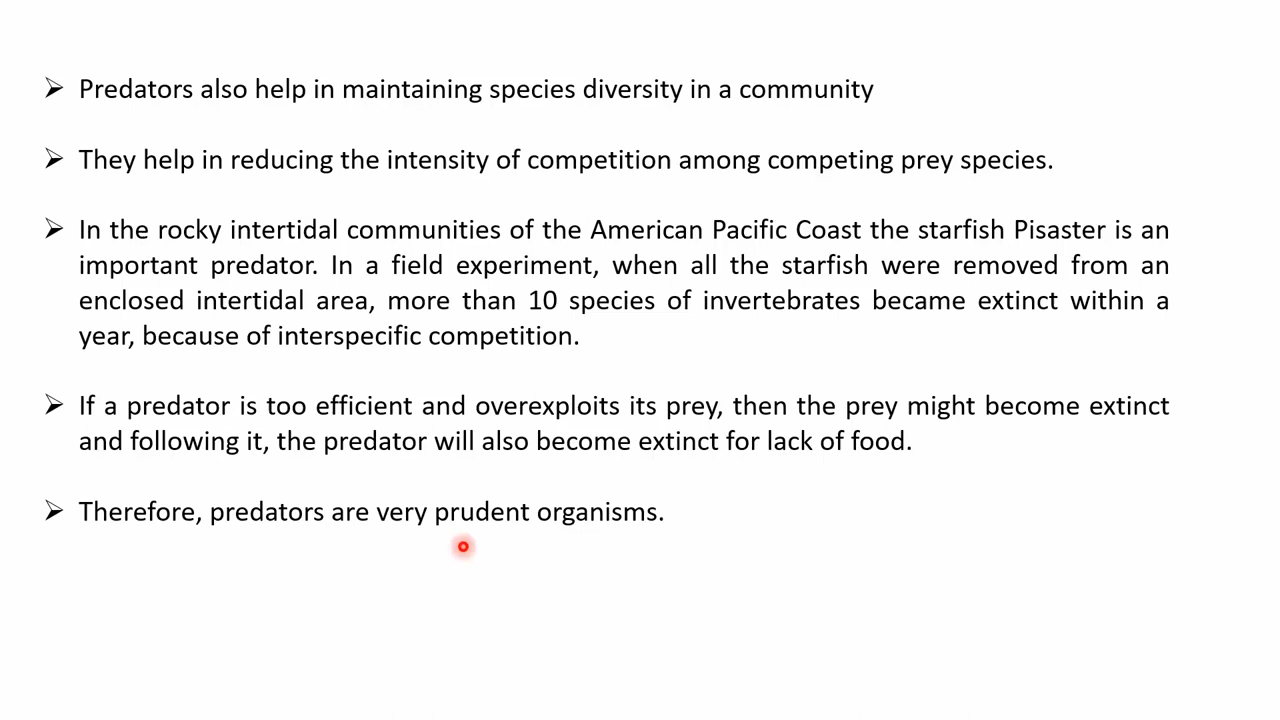 ➢ Predators also help in maintaining species diversity in a community
➢ They help in reducing the intensity of competition among competing prey species.
➢ In the rocky intertidal communities of the American Pacific Coast the starfish Pisaster is an
important predator. In a field experiment, when all the starfish were removed from an
enclosed intertidal area, more than 10 species of invertebrates became extinct within a
year, because of interspecific competition.
➢ If a predator is too efficient and overexploits its prey, then the prey might become extinct
and following it, the predator will also become extinct for lack of food.
➢ Therefore, predators are very prudent organisms.